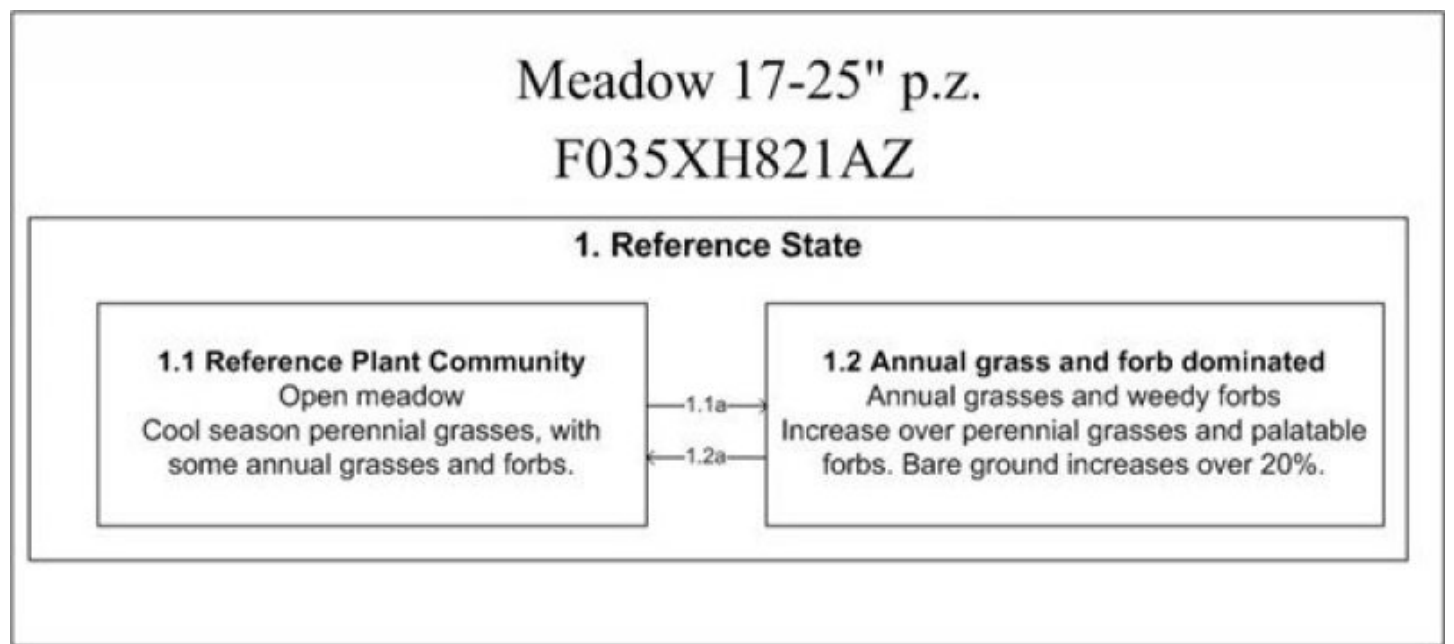 Meadow 17-25" p.z.
F035XH821AZ
1. Reference State
1.1 Reference Plant Community
Open meadow
Cool season perennial grasses, with
some annual grasses and forbs.
1.1a
1.2a
1.2 Annual grass and forb dominated
Annual grasses and weedy forbs
Increase over perennial grasses and palatable
forbs. Bare ground increases over 20%.